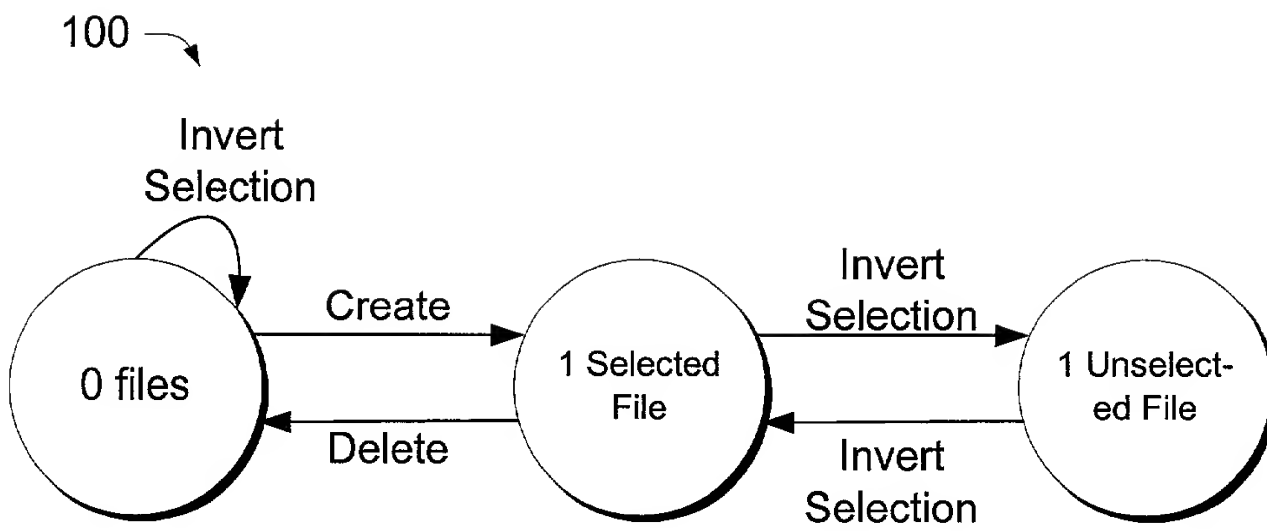 100
Invert
Selection
Create
Invert
Selection
0 files
1 Selected
File
1 Unselect-
ed File
Delete
Invert
Selection